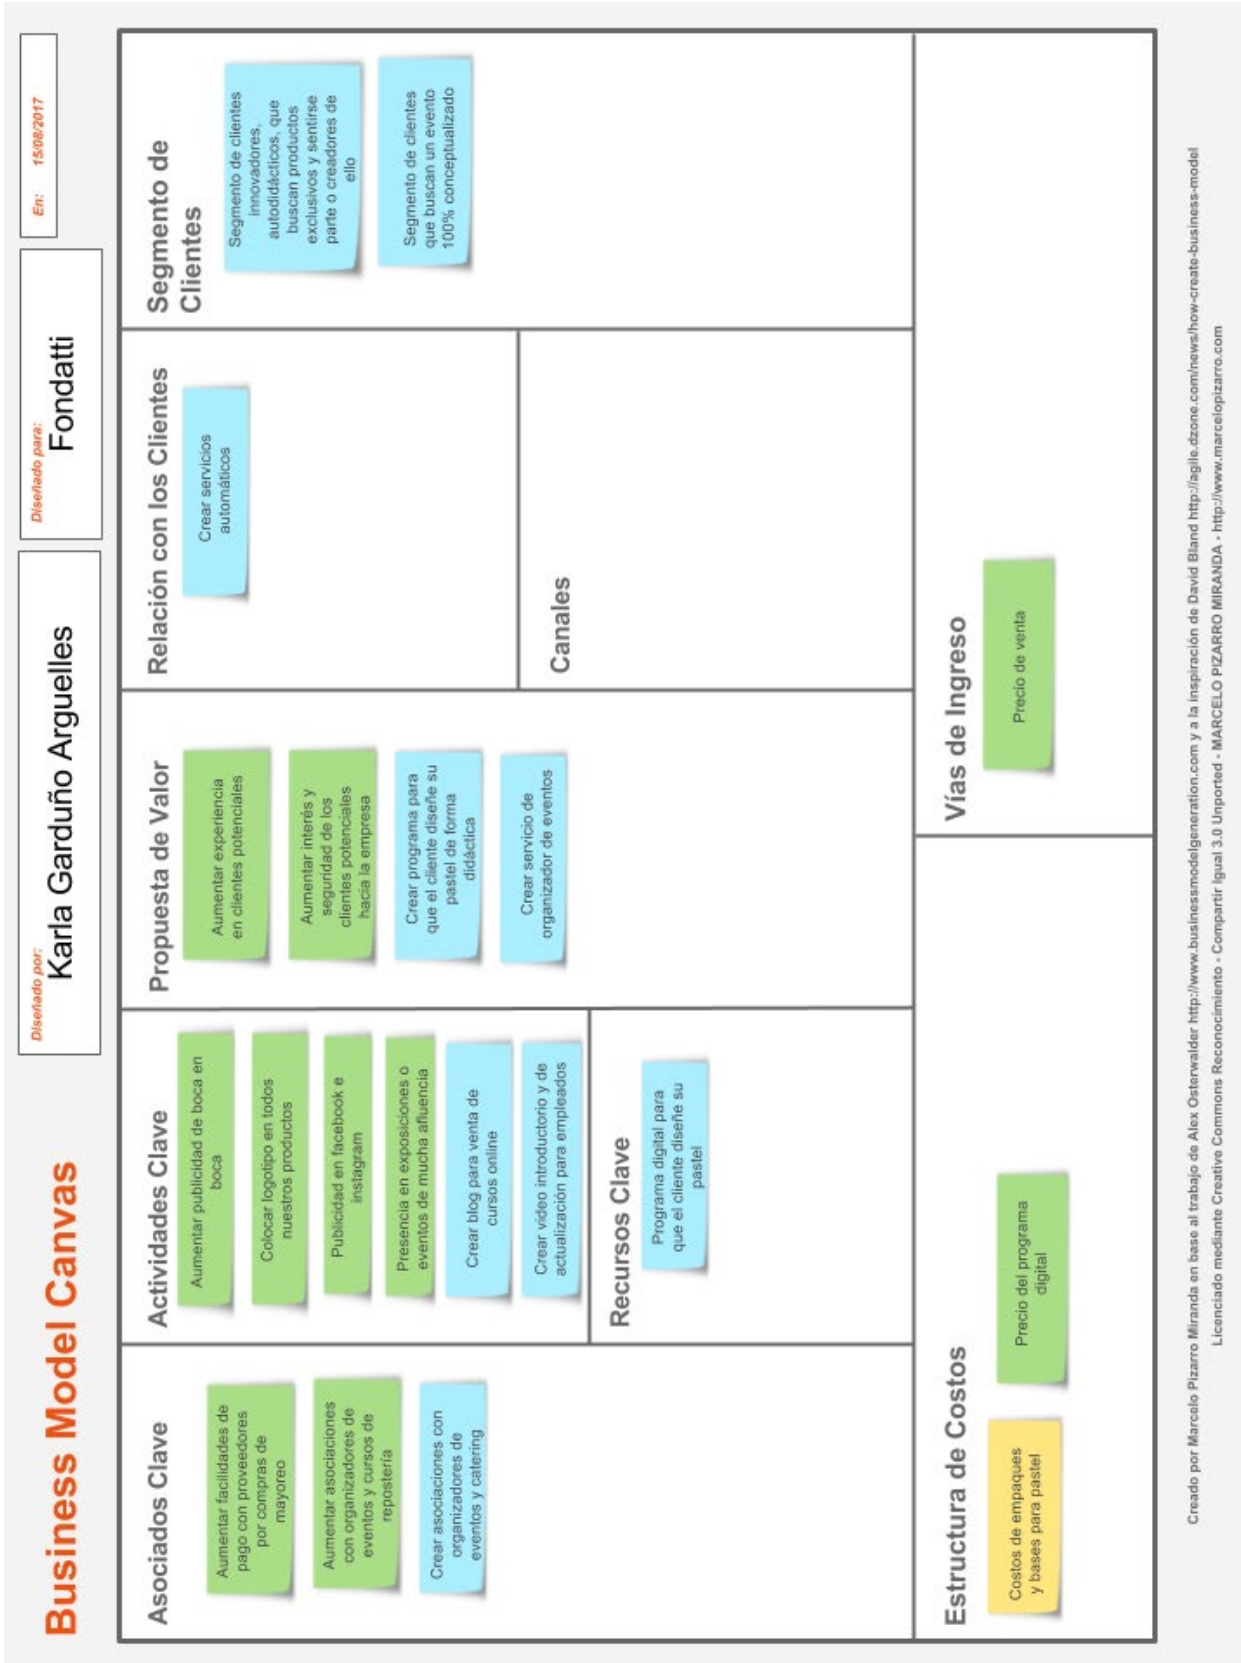 Business Model Canvas
Diseñado por:
Karla Garduño Arguelles
Diseñado para:
Fondatti
En: 15/08/2017
Asociados Clave
Aumentar facilidades de
pago con proveedores
por compras de
mayoreo
Aumentar asociaciones
con organizadores de
eventos y cursos de
repostería
Crear asociaciones con
organizadores de
eventos y catering
Actividades Clave
Aumentar publicidad de boca en
boca
Colocar logotipo en todos
nuestros productos
Publicidad en facebook e
instagram
Presencia en exposiciones o
eventos de mucha afluencia
Crear blog para venta de
cursos online
Crear vídeo introductorio y de
actualización para empleados
Recursos Clave
Programa digital para
que el cliente diseñe su
pastel
Propuesta de Valor
Aumentar experiencia
en clientes potenciales
Aumentar interés y
seguridad de los
clientes potenciales
hacia la empresa
Crear programa para
que el cliente diseñe su
pastel de forma
didáctica
Crear servicio de
organizador de eventos
Relación con los Clientes
Crear servicios
automáticos
Canales
Segmento de
Clientes
Segmento de clientes
innovadores,
autodidácticos, que
buscan productos
exclusivos y sentirse
parte o creadores de
ello
Segmento de clientes
que buscan un evento
100% conceptualizado
Estructura de Costos
Costos de empaques
y bases para pastel
Precio del programa
digital
Vías de Ingreso
Precio de venta
Creado por Marcelo Pizarro Miranda en base al trabajo de Alex Osterwalder http://www.businessmodelgeneration.com y a la inspiración de David Bland http://agile.dzone.com/news/how-create-business-model
Licenciado mediante Creative Commons Reconocimiento - Compartir Igual 3.0 Unported - MARCELO PIZARRO MIRANDA - http://www.marcelopizarro.com